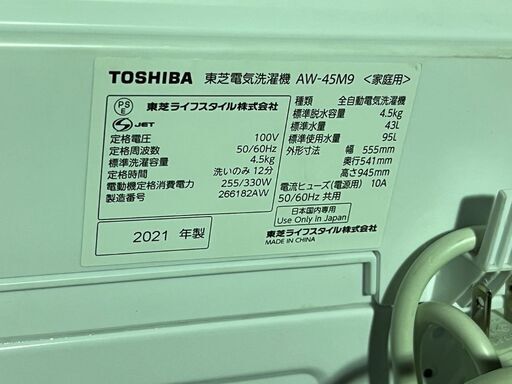 TOSHIBA 東芝電気洗濯機 AW-45M9 <家庭用>
PS
E
東芝ライフスタイル株式会社
S-JET
定格電圧 100V
定格周波数 50/60Hz
標準洗濯容量 4.5kg
定格時間 洗いのみ 12分
電動機定格消費電力 255/330W
製造番号 266182AW
種類 全自動電気洗濯機
標準脱水容量 4.5kg
標準水量 43L
標準使用水量 95L
外形寸法 幅 555mm
奥行541mm
高さ945mm
電流ヒューズ(電源用) 10A
50/60Hz 共用
日本国内専用
Use Only in Japan
2021 年製
東芝ライフスタイル株式会社
MADE IN CHINA